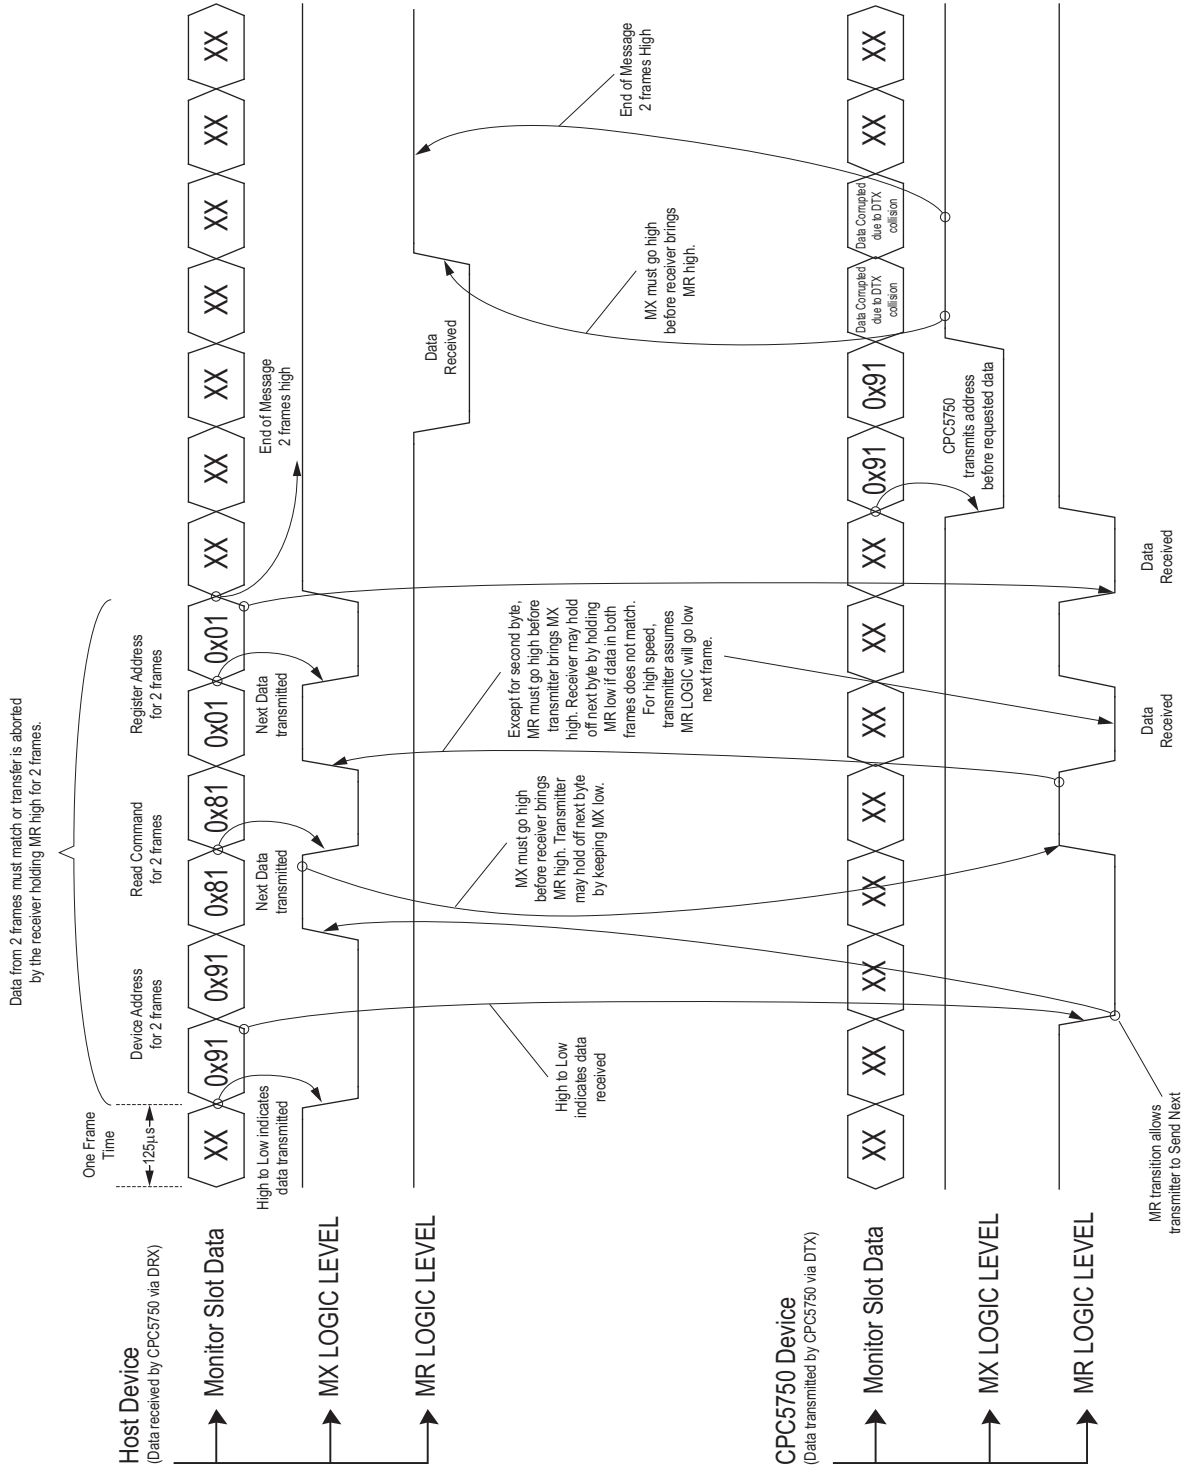 Data from 2 frames must match or transfer is aborted
by the receiver holding MR high for 2 frames.
One Frame
Time
125µs
Device Address
for 2 frames
Read Command
for 2 frames
Register Address
for 2 frames
Host Device
(Data received by CPC5750 via DRX)
Monitor Slot Data
XX 0x91 0x91 0x81 0x81 0x01 0x01 XX XX XX XX XX XX XX
High to Low indicates
data transmitted
Next Data
transmitted
Next Data
transmitted
End of Message
2 frames high
MX LOGIC LEVEL
MR LOGIC LEVEL
Data
Received
High to Low
indicates data
received
MX must go high
before receiver brings
MR high. Transmitter
may hold off next byte
by keeping MX low.
Except for second byte,
MR must go high before
transmitter brings MX
high. Receiver may hold
off next byte by holding
MR low if data in both
frames does not match.
For high speed,
transmitter assumes
MR LOGIC will go low
next frame.
MX must go high
before receiver brings
MR high.
End of Message
2 frames High
CPC5750 Device
(Data transmitted by CPC5750 via DTX)
Monitor Slot Data
XX XX XX XX XX XX XX XX 0x91 0x91
Data Corrupted
due to DTX
collision
Data Corrupted
due to DTX
collision
XX XX
MX LOGIC LEVEL
CPC5750
transmits address
before requested data
MR LOGIC LEVEL
MR transition allows
transmitter to Send Next
Data
Received
Data
Received